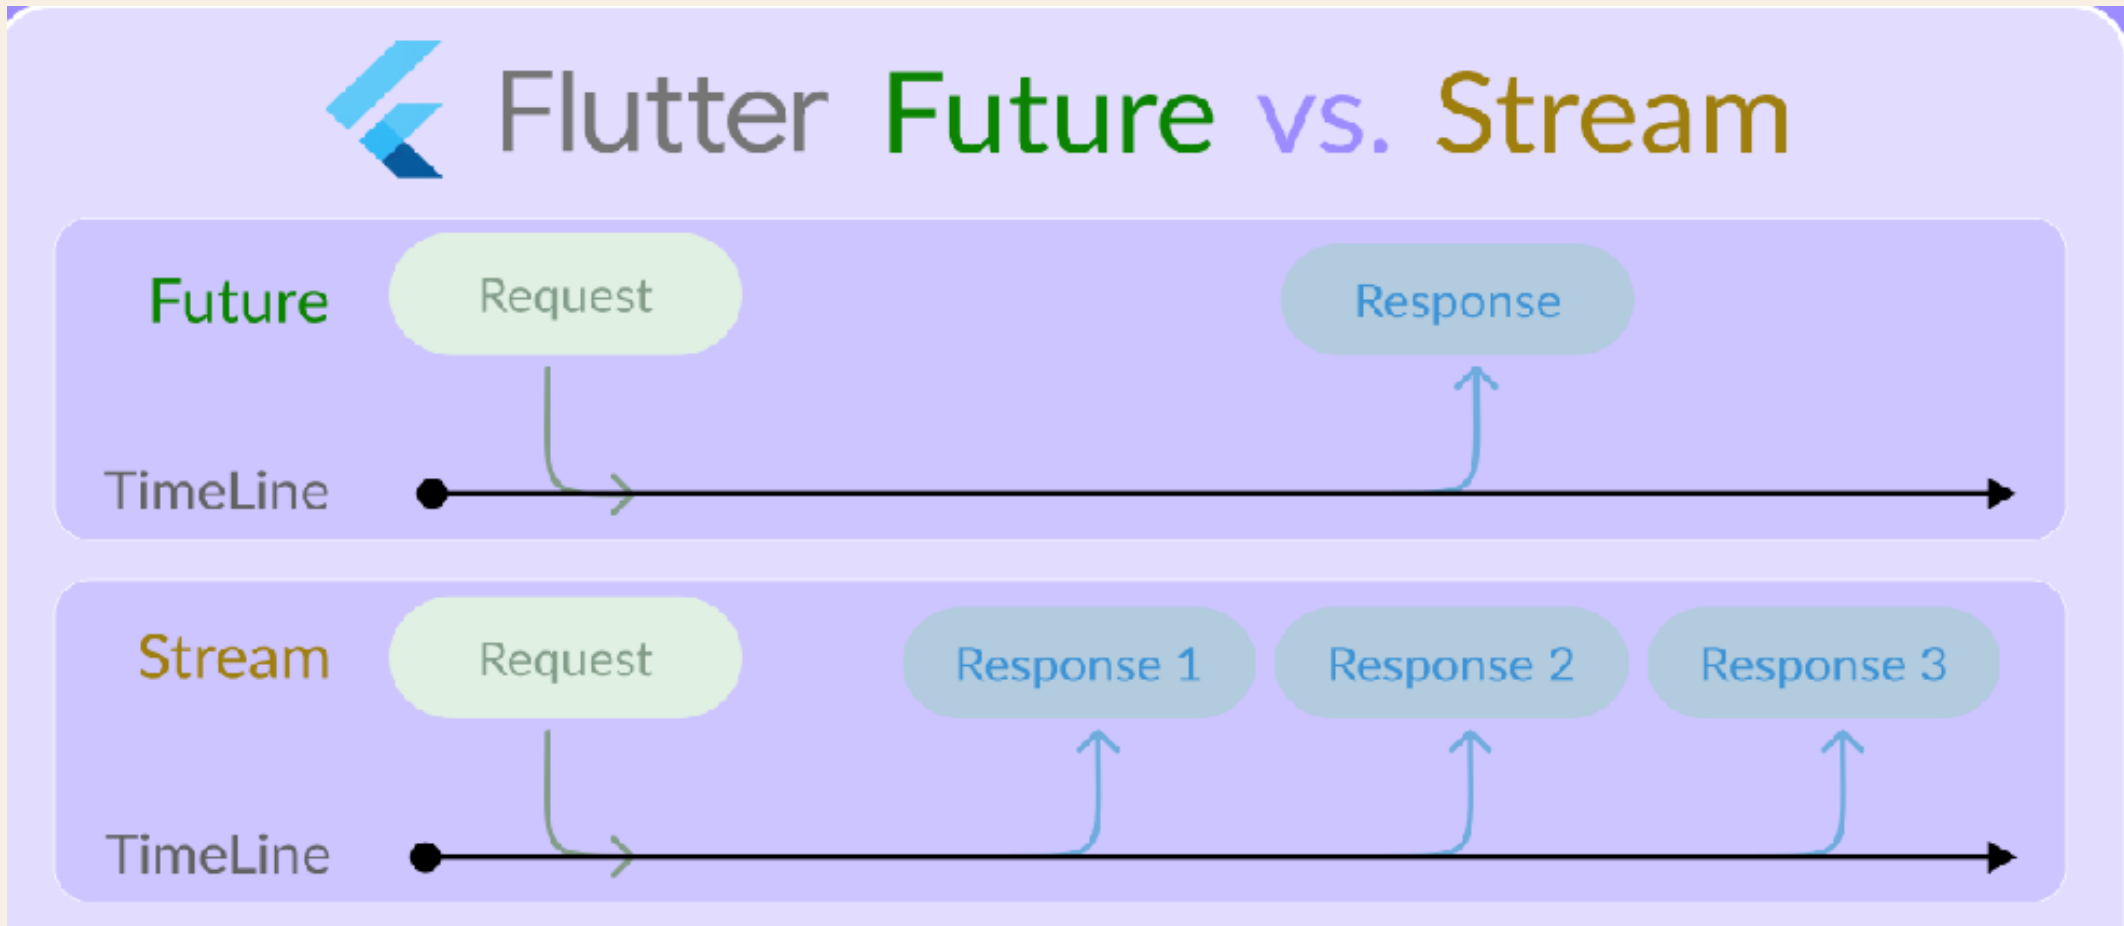 Flutter Future vs. Stream
Future Request Response
TimeLine
Stream Request Response 1 Response 2 Response 3
TimeLine